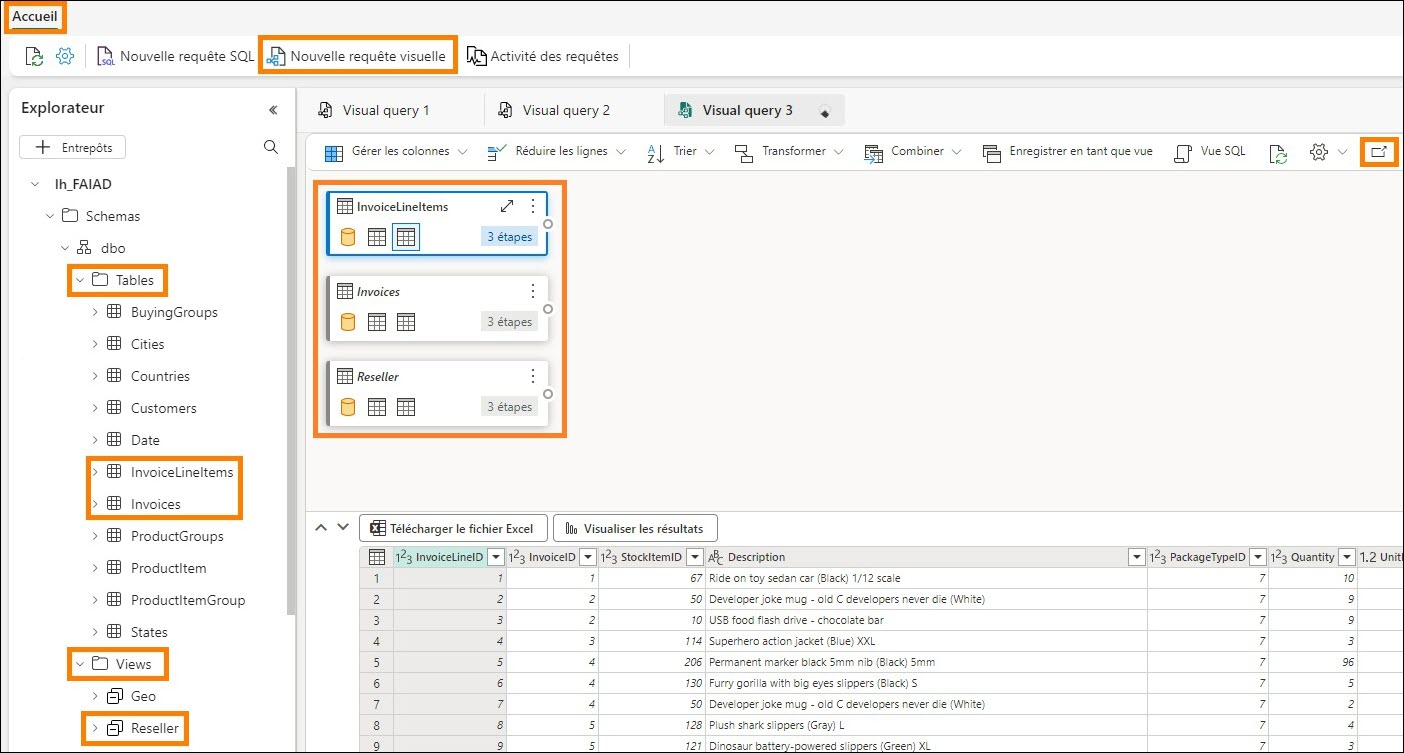 Accueil
Nouvelle requête SQL Nouvelle requête visuelle Activité des requêtes
Explorateur
+ Entrepôts
lh_FAIAD
Schemas
dbo
Tables
BuyingGroups
Cities
Countries
Customers
Date
InvoiceLineItems
Invoices
ProductGroups
ProductItem
ProductItemGroup
States
Views
Geo
Reseller
Visual query 1 Visual query 2 Visual query 3
Gérer les colonnes Réduire les lignes Trier Transformer Combiner Enregistrer en tant que vue Vue SQL
InvoiceLineItems
3 étapes
Invoices
3 étapes
Reseller
3 étapes
Télécharger le fichier Excel Visualiser les résultats
InvoiceLineID InvoiceID StockItemID Description PackageTypeID Quantity 1.2
1 1 1 67 Ride on toy sedan car (Black) 1/12 scale 7 10
2 2 2 50 Developer joke mug - old C developers never die (White) 7 9
3 3 2 10 USB food flash drive - chocolate bar 7 9
4 4 3 114 Superhero action jacket (Blue) XXL 7 3
5 5 4 206 Permanent marker black 5mm nib (Black) 5mm 7 96
6 6 4 130 Furry gorilla with big eyes slippers (Black) S 7 5
7 7 4 50 Developer joke mug - old C developers never die (White) 7 2
8 8 5 128 Plush shark slippers (Gray) L 7 4
9 9 5 121 Dinosaur battery-powered slippers (Green) XL 7 3